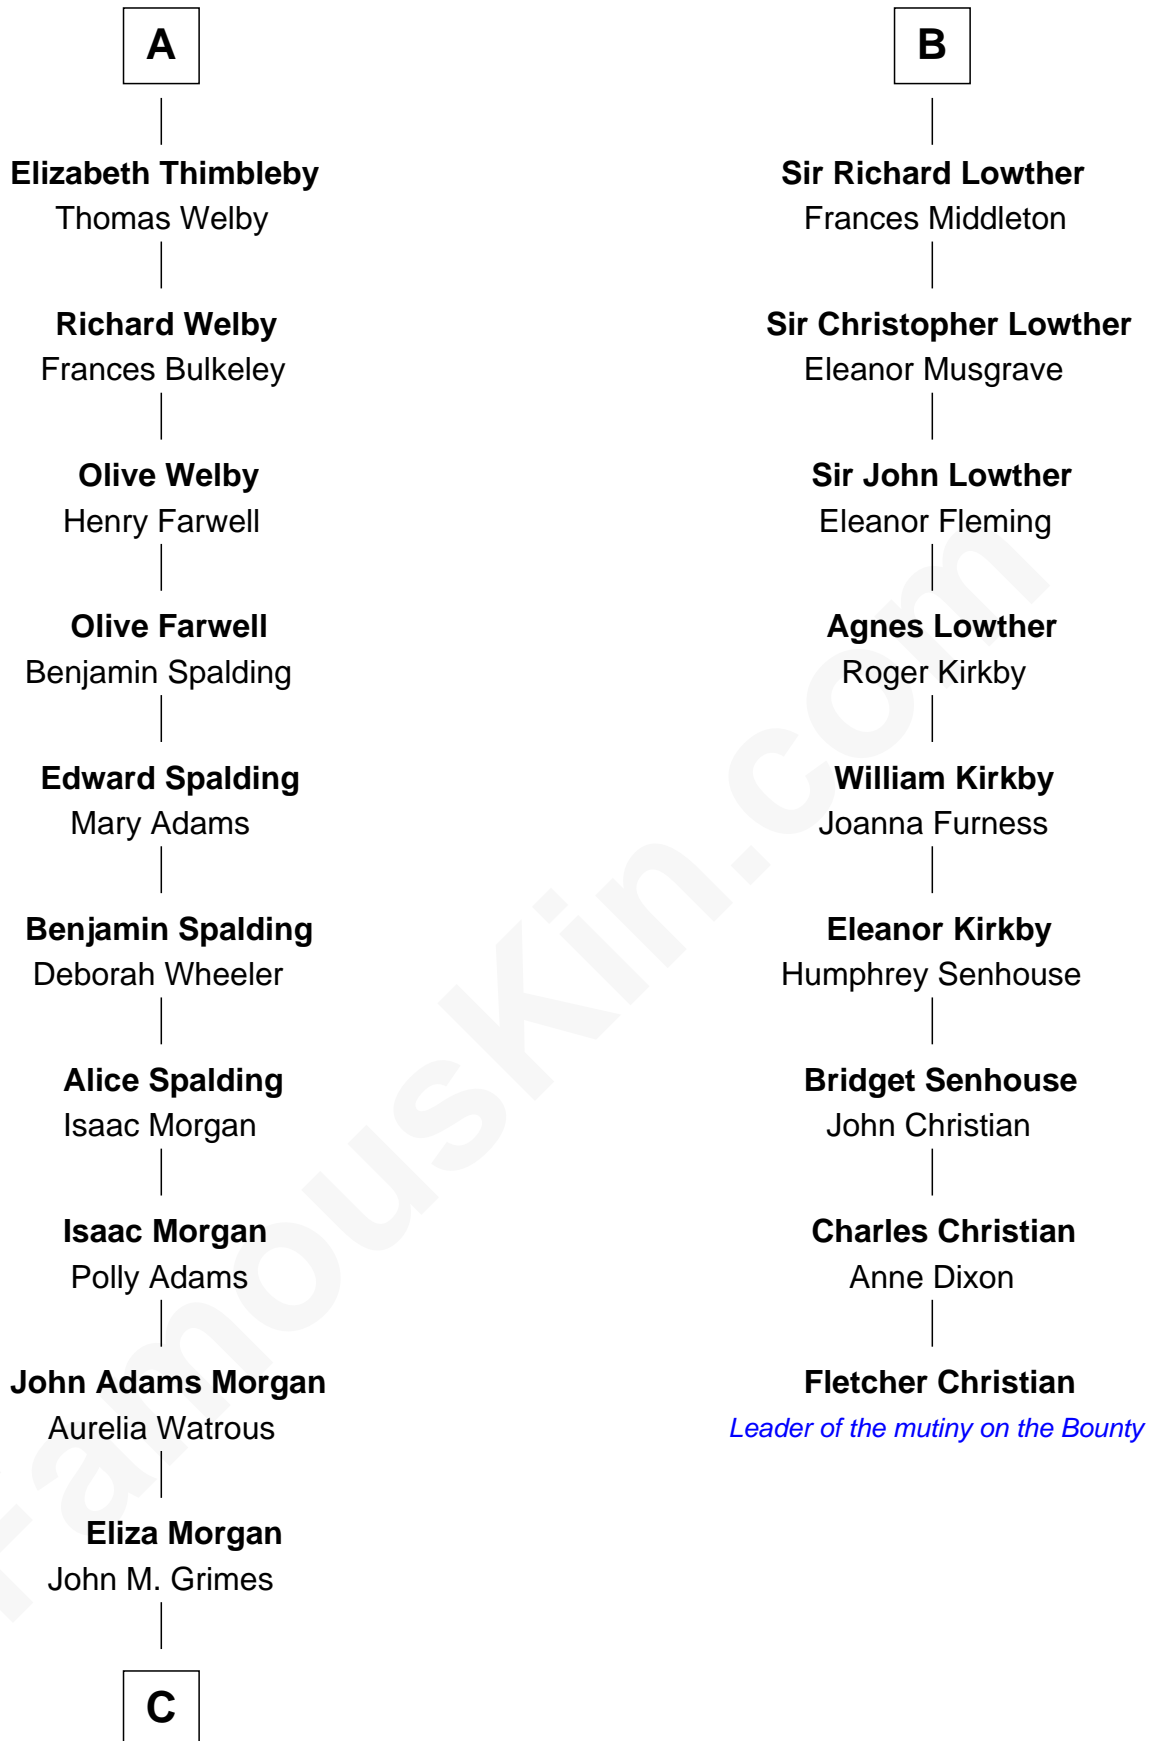 A
Elizabeth Thimbleby
Thomas Welby
Richard Welby
Frances Bulkeley
Olive Welby
Henry Farwell
Olive Farwell
Benjamin Spalding
Edward Spalding
Mary Adams
Benjamin Spalding
Deborah Wheeler
Alice Spalding
Isaac Morgan
Isaac Morgan
Polly Adams
John Adams Morgan
Aurelia Watrous
Eliza Morgan
John M. Grimes
C
B
Sir Richard Lowther
Frances Middleton
Sir Christopher Lowther
Eleanor Musgrave
Sir John Lowther
Eleanor Fleming
Agnes Lowther
Roger Kirkby
William Kirkby
Joanna Furness
Eleanor Kirkby
Humphrey Senhouse
Bridget Senhouse
John Christian
Charles Christian
Anne Dixon
Fletcher Christian
Leader of the mutiny on the Bounty
FamousKin.com